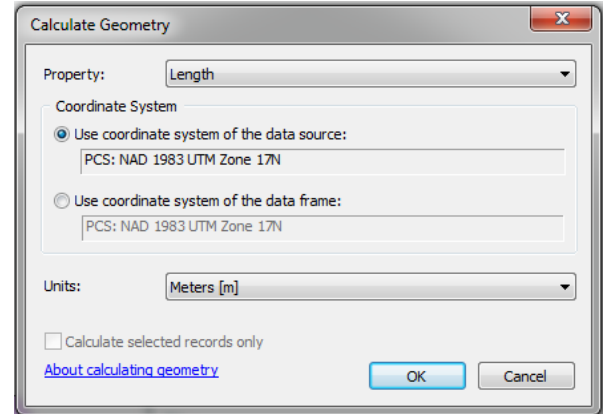 Calculate Geometry
Property: Length
Coordinate System
Use coordinate system of the data source:
PCS: NAD 1983 UTM Zone 17N
Use coordinate system of the data frame:
PCS: NAD 1983 UTM Zone 17N
Units: Meters [m]
Calculate selected records only
About calculating geometry OK Cancel